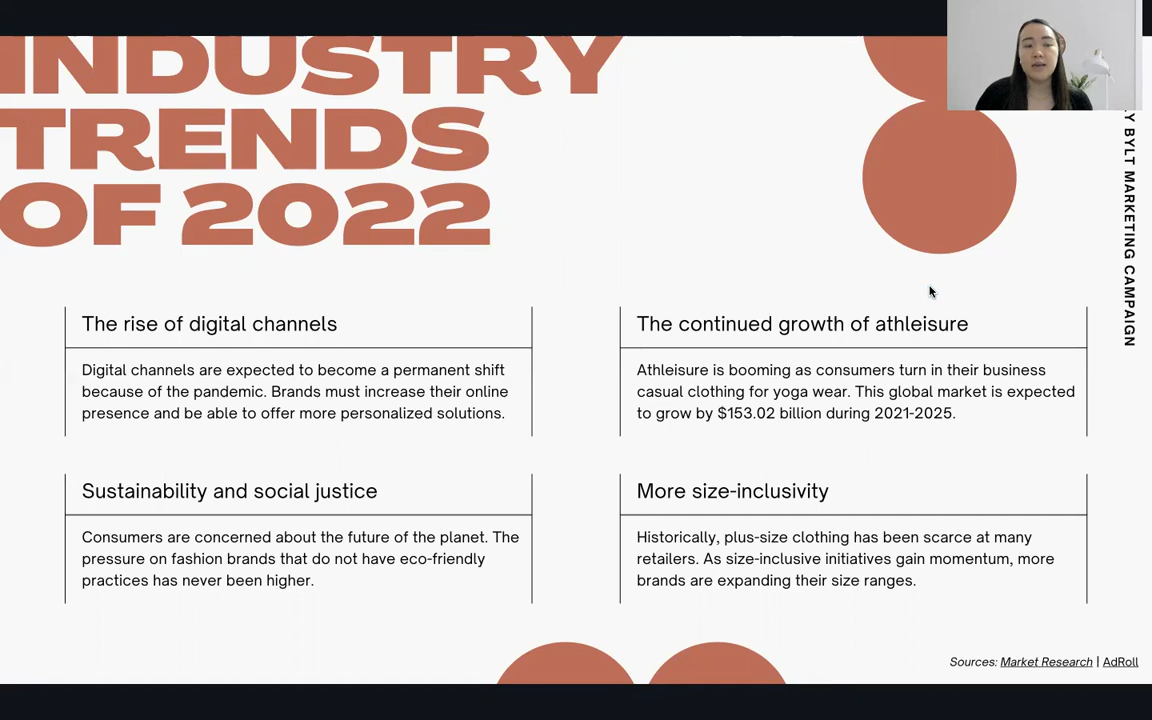 INDUSTRY
TRENDS
OF 2022
Y BYLT MARKETING CAMPAIGN
The rise of digital channels
Digital channels are expected to become a permanent shift
because of the pandemic. Brands must increase their online
presence and be able to offer more personalized solutions.
The continued growth of athleisure
Athleisure is booming as consumers turn in their business
casual clothing for yoga wear. This global market is expected
to grow by $153.02 billion during 2021-2025.
Sustainability and social justice
Consumers are concerned about the future of the planet. The
pressure on fashion brands that do not have eco-friendly
practices has never been higher.
More size-inclusivity
Historically, plus-size clothing has been scarce at many
retailers. As size-inclusive initiatives gain momentum, more
brands are expanding their size ranges.
Sources: Market Research | AdRoll